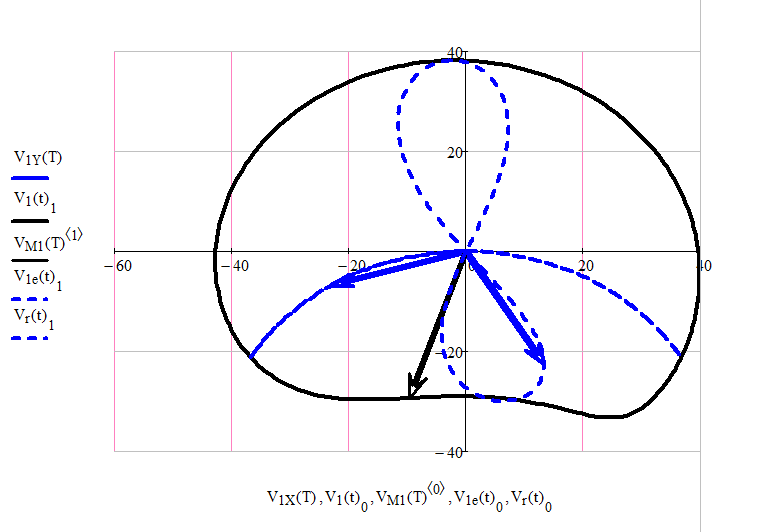 40
V1Y(T)
20
V1(t)1
VM1(T)⟨1⟩
−60
−40
−20
0
20
40
V1e(t)1
Vr(t)1
−20
−40
V1X(T), V1(t)0, VM1(T)⟨0⟩, V1e(t)0, Vr(t)0